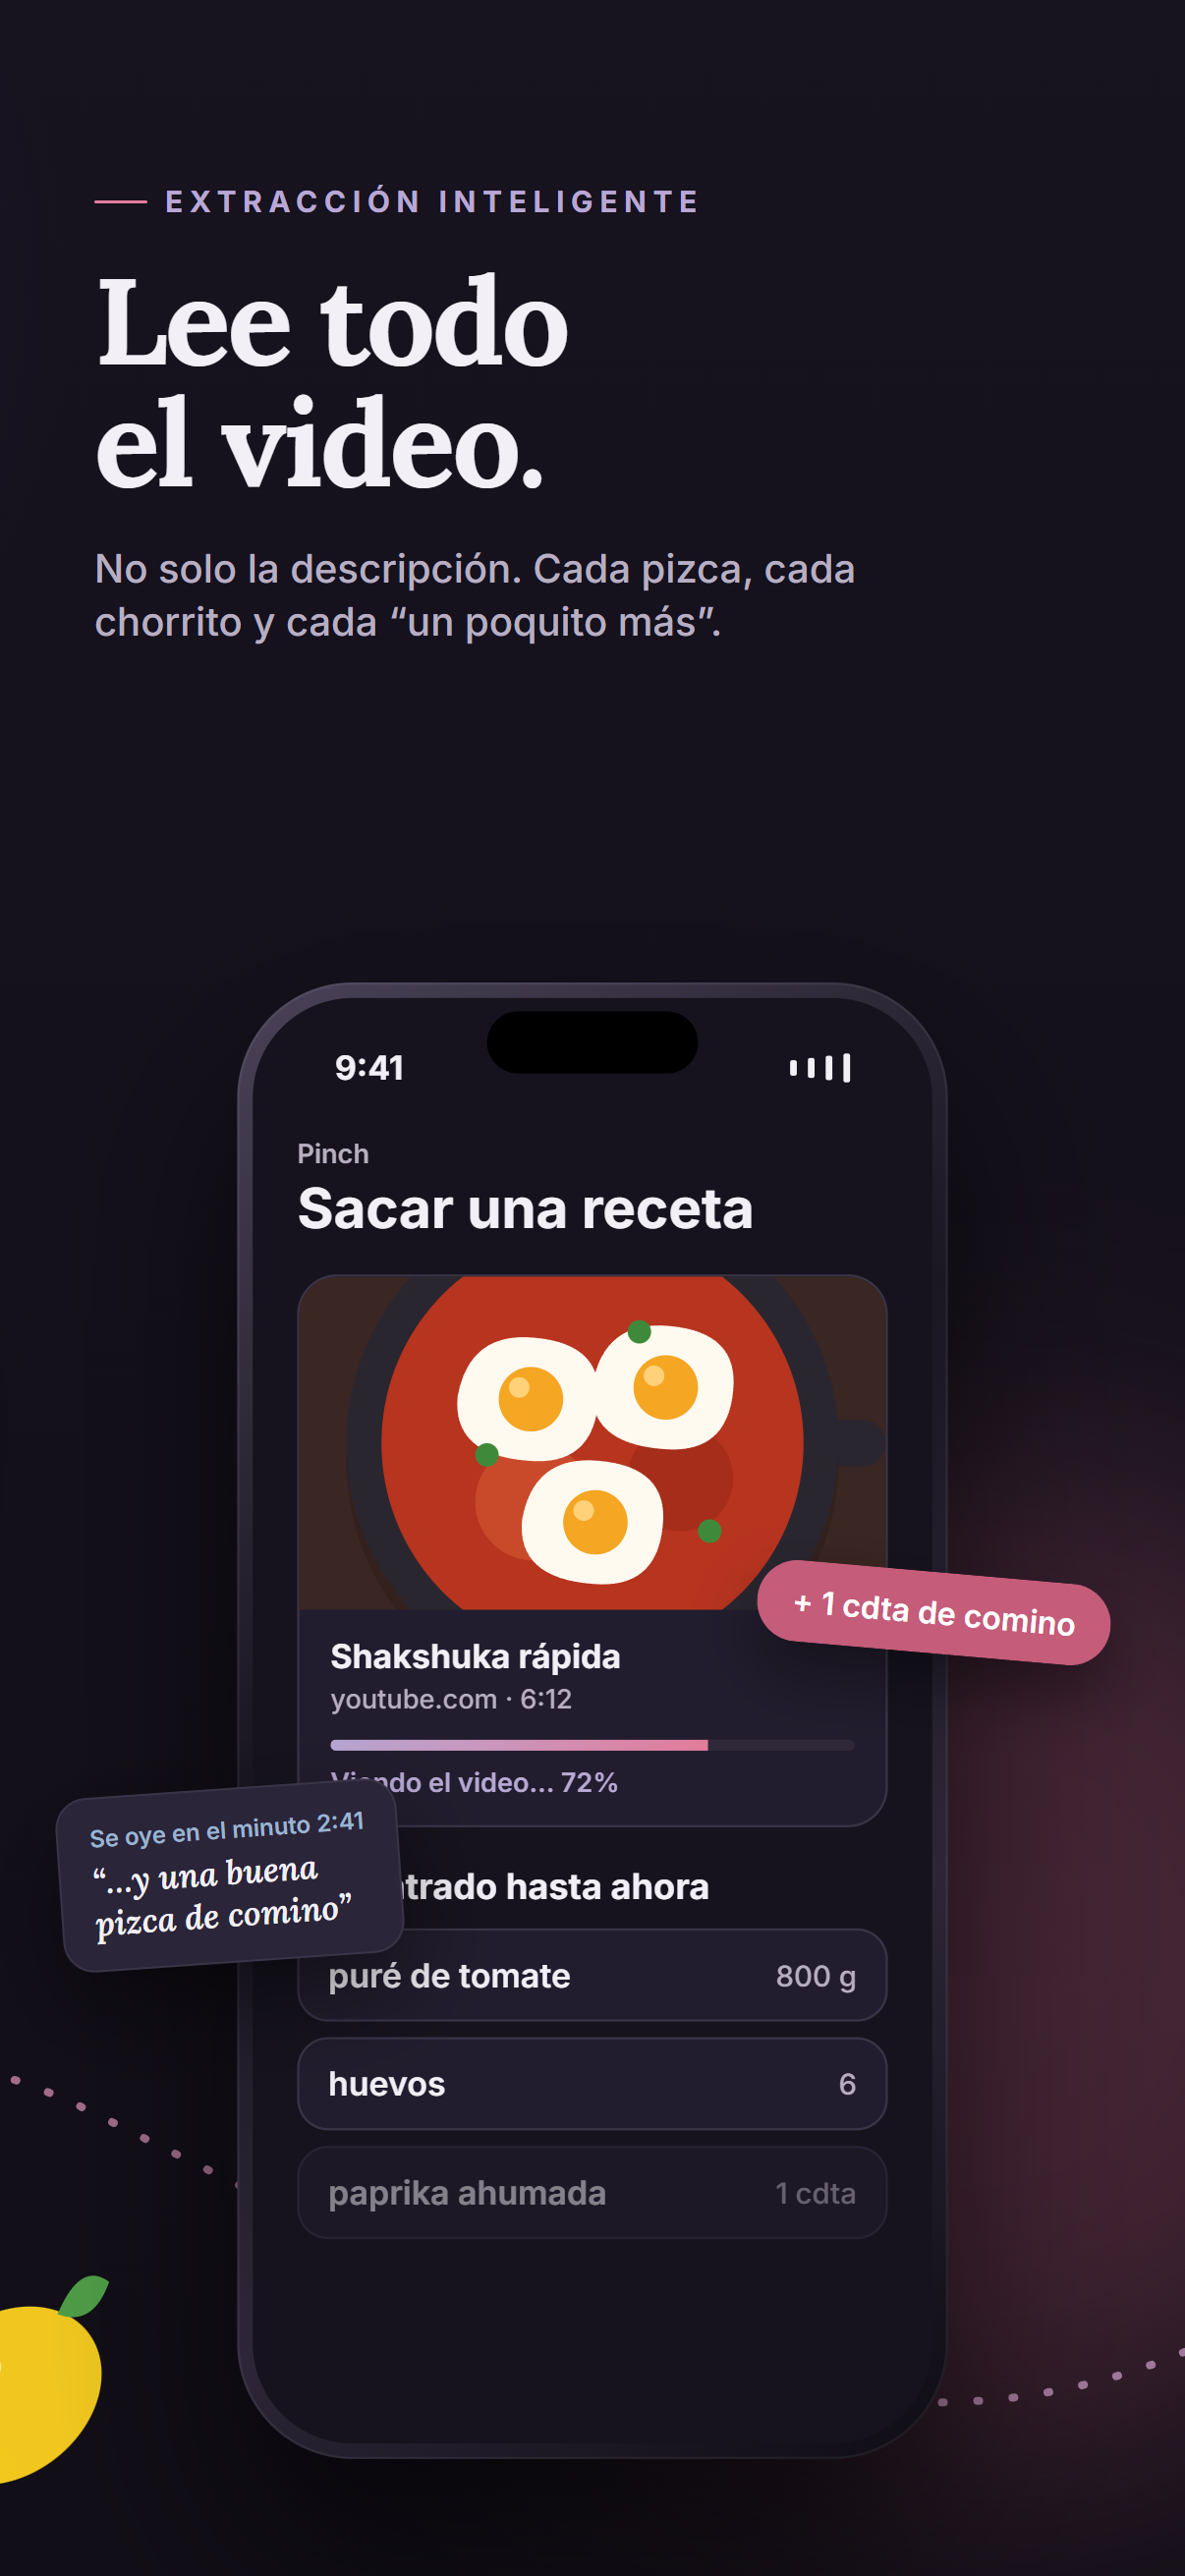 EXTRACCIÓN INTELIGENTE
Lee todo
el video.
No solo la descripción. Cada pizca, cada
chorrito y cada “un poquito más”.
9:41
Pinch
Sacar una receta
+ 1 cdta de comino
Shakshuka rápida
youtube.com · 6:12
Viendo el video... 72%
Se oye en el minuto 2:41
“...y una buena
pizca de comino”
hasta ahora
puré de tomate 800 g
huevos 6
paprika ahumada 1 cdta